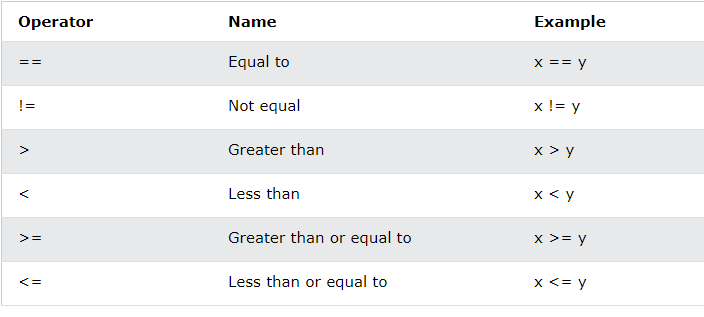 Operator Name Example
== Equal to x == y
!= Not equal x != y
> Greater than x > y
< Less than x < y
>= Greater than or equal to x >= y
<= Less than or equal to x <= y